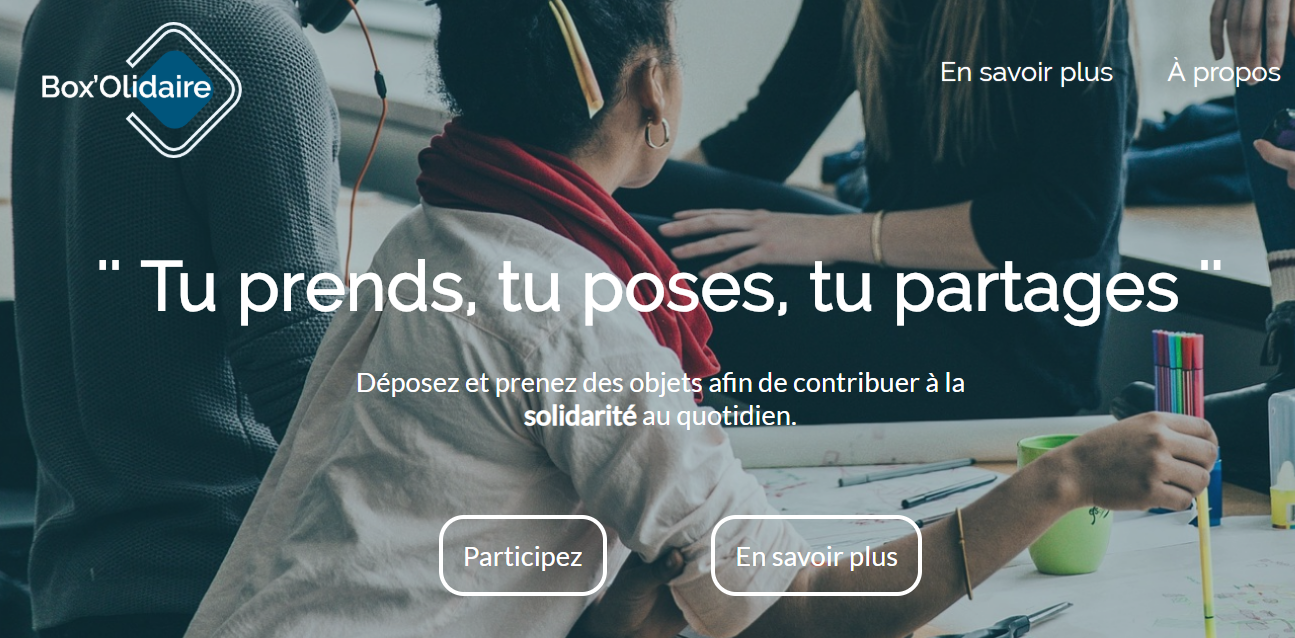 Box'Olidaire
En savoir plus
À propos
" Tu prends, tu poses, tu partages "
Déposez et prenez des objets afin de contribuer à la
solidarité au quotidien.
Participez
En savoir plus